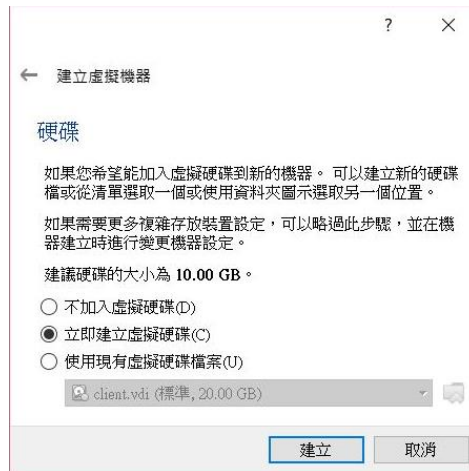 ?
←
建立虛擬機器
硬碟
如果您希望能加入虛擬硬碟到新的機器。 可以建立新的硬碟
檔或從清單選取一個或使用資料夾圖示選取另一個位置。
如果需要更多複雜存放裝置設定，可以略過此步驟，並在機
器建立時進行變更機器設定。
建議硬碟的大小為 10.00 GB。
不加入虛擬硬碟(D)
立即建立虛擬硬碟(C)
使用現有虛擬硬碟檔案(U)
client.vdi (標準, 20.00 GB)
建立
取消